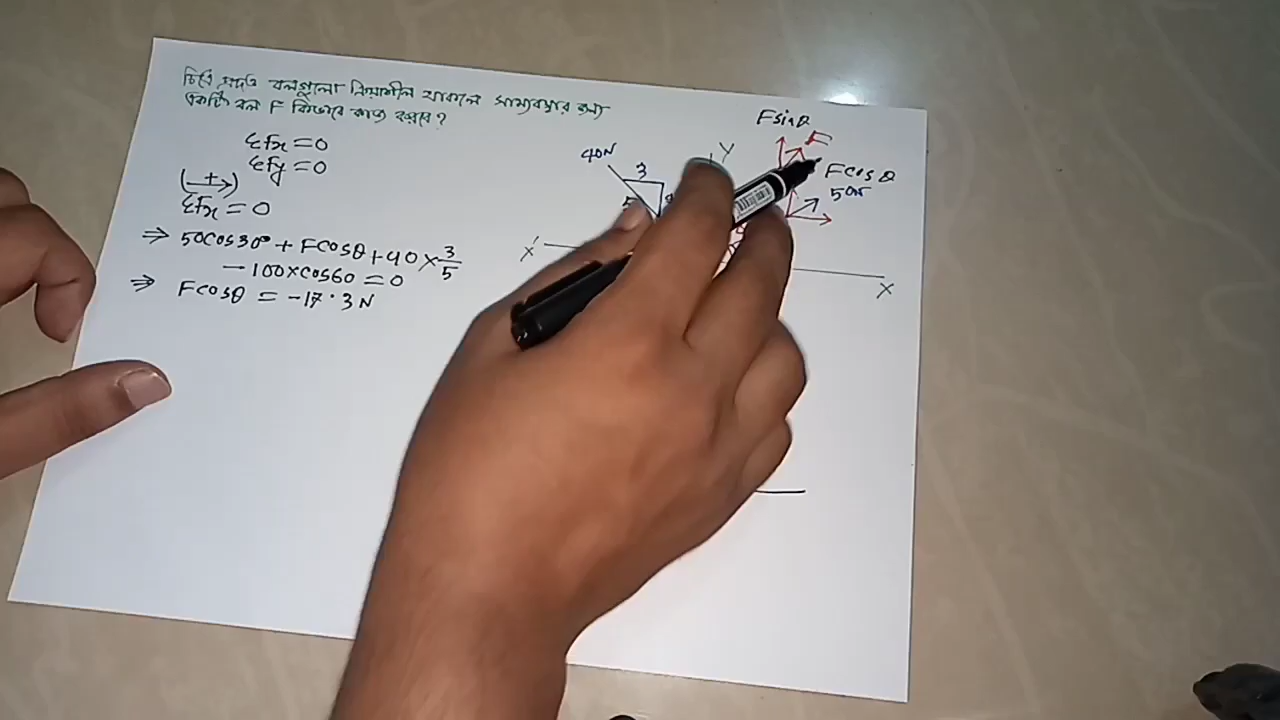 চিত্রে প্রদত্ত বলগুলো ক্রিয়াশীল থাকলে সাম্যবস্থার জন্য
একটি বল F কিভাবে কাজ করবে?
ΣFx = 0
ΣFy = 0
(+→)
ΣFx = 0
⇒ 50cos30° + Fcosθ + 40 × 3/5
− 100×cos60 = 0
⇒ Fcosθ = −17.3N
Fsinθ
F
Fcosθ
50N
40N
3
5
Y
X'
X